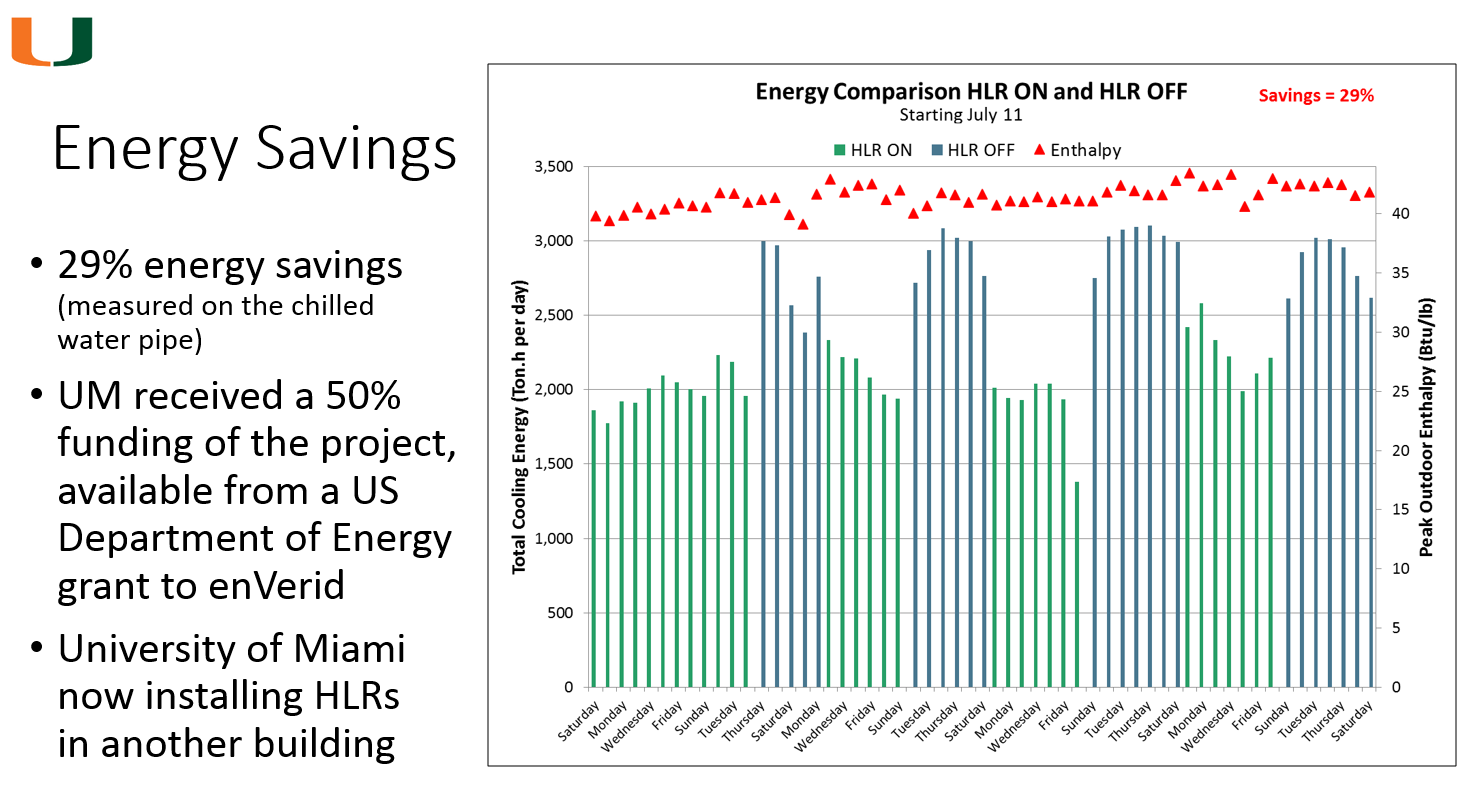 Energy Savings
• 29% energy savings
(measured on the chilled
water pipe)
• UM received a 50%
funding of the project,
available from a US
Department of Energy
grant to enVerid
• University of Miami
now installing HLRs
in another building
Energy Comparison HLR ON and HLR OFF
Starting July 11
Savings = 29%
HLR ON HLR OFF Enthalpy
Total Cooling Energy (Ton.h per day)
3,500
3,000
2,500
2,000
1,500
1,000
500
0
Peak Outdoor Enthalpy (Btu/lb)
40
35
30
25
20
15
10
5
0
Saturday
Monday
Wednesday
Friday
Sunday
Tuesday
Thursday
Saturday
Monday
Wednesday
Friday
Sunday
Tuesday
Thursday
Saturday
Monday
Wednesday
Friday
Sunday
Tuesday
Thursday
Saturday
Monday
Wednesday
Friday
Sunday
Tuesday
Thursday
Saturday